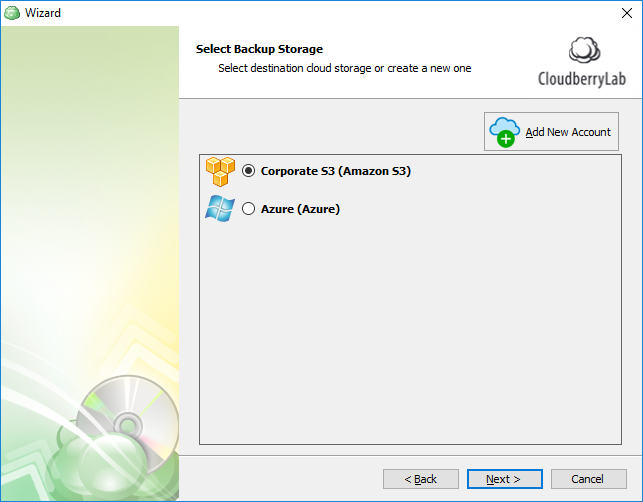 Wizard
Select Backup Storage
Select destination cloud storage or create a new one
CloudberryLab
Add New Account
Corporate S3 (Amazon S3)
Azure (Azure)
< Back
Next >
Cancel